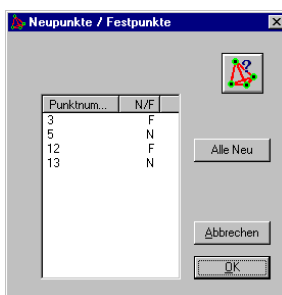 Neupunkte / Festpunkte
?
Punktnum... N/F
3 F
5 N
12 F
13 N
Alle Neu
Abbrechen
OK